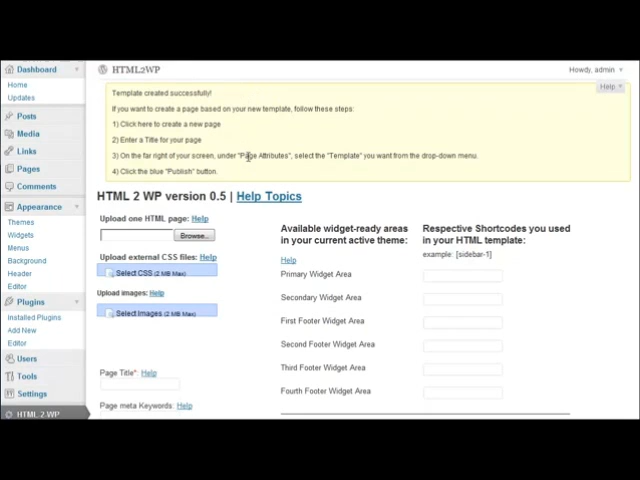 Dashboard
Home
Updates
Posts
Media
Links
Pages
Comments
Appearance
Themes
Widgets
Menus
Background
Header
Editor
Plugins
Installed Plugins
Add New
Editor
Users
Tools
Settings
HTML 2 WP
HTML2WP
Howdy, admin
Help
Template created successfully!
If you want to create a page based on your new template, follow these steps:
1) Click here to create a new page
2) Enter a Title for your page
3) On the far right of your screen, under "Page Attributes", select the "Template" you want from the drop-down menu.
4) Click the blue "Publish" button.
HTML 2 WP version 0.5 | Help Topics
Upload one HTML page: Help
Browse...
Upload external CSS files: Help
Select CSS (2 MB Max)
Upload images: Help
Select Images (2 MB Max)
Page Title*: Help
Page meta Keywords: Help
Available widget-ready areas
in your current active theme:
Help
Primary Widget Area
Secondary Widget Area
First Footer Widget Area
Second Footer Widget Area
Third Footer Widget Area
Fourth Footer Widget Area
Respective Shortcodes you used
in your HTML template:
example: [sidebar-1]